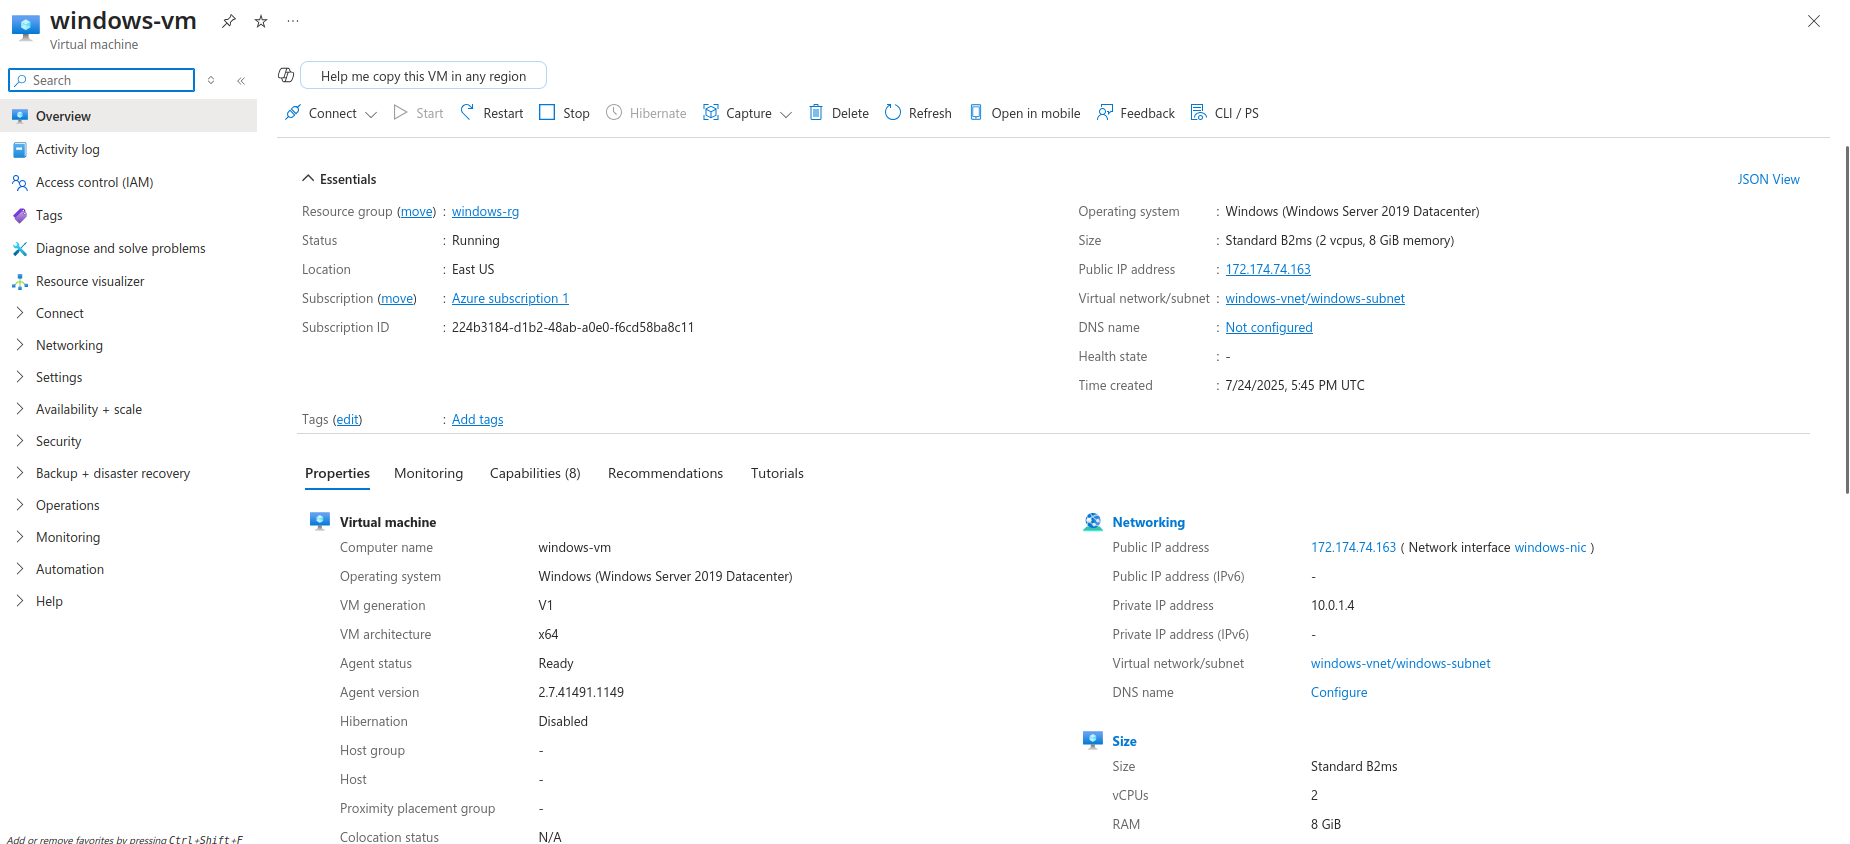 windows-vm
Virtual machine
Search
Overview
Activity log
Access control (IAM)
Tags
Diagnose and solve problems
Resource visualizer
Connect
Networking
Settings
Availability + scale
Security
Backup + disaster recovery
Operations
Monitoring
Automation
Help
Add or remove favorites by pressing Ctrl+Shift+F
Help me copy this VM in any region
Connect Start Restart Stop Hibernate Capture Delete Refresh Open in mobile Feedback CLI / PS
Essentials
JSON View
Resource group (move) : windows-rg
Status : Running
Location : East US
Subscription (move) : Azure subscription 1
Subscription ID : 224b3184-d1b2-48ab-a0e0-f6cd58ba8c11
Operating system : Windows (Windows Server 2019 Datacenter)
Size : Standard B2ms (2 vcpus, 8 GiB memory)
Public IP address : 172.174.74.163
Virtual network/subnet : windows-vnet/windows-subnet
DNS name : Not configured
Health state : -
Time created : 7/24/2025, 5:45 PM UTC
Tags (edit) : Add tags
Properties Monitoring Capabilities (8) Recommendations Tutorials
Virtual machine
Computer name windows-vm
Operating system Windows (Windows Server 2019 Datacenter)
VM generation V1
VM architecture x64
Agent status Ready
Agent version 2.7.41491.1149
Hibernation Disabled
Host group -
Host -
Proximity placement group -
Colocation status N/A
Networking
Public IP address 172.174.74.163 ( Network interface windows-nic )
Public IP address (IPv6) -
Private IP address 10.0.1.4
Private IP address (IPv6) -
Virtual network/subnet windows-vnet/windows-subnet
DNS name Configure
Size
Size Standard B2ms
vCPUs 2
RAM 8 GiB